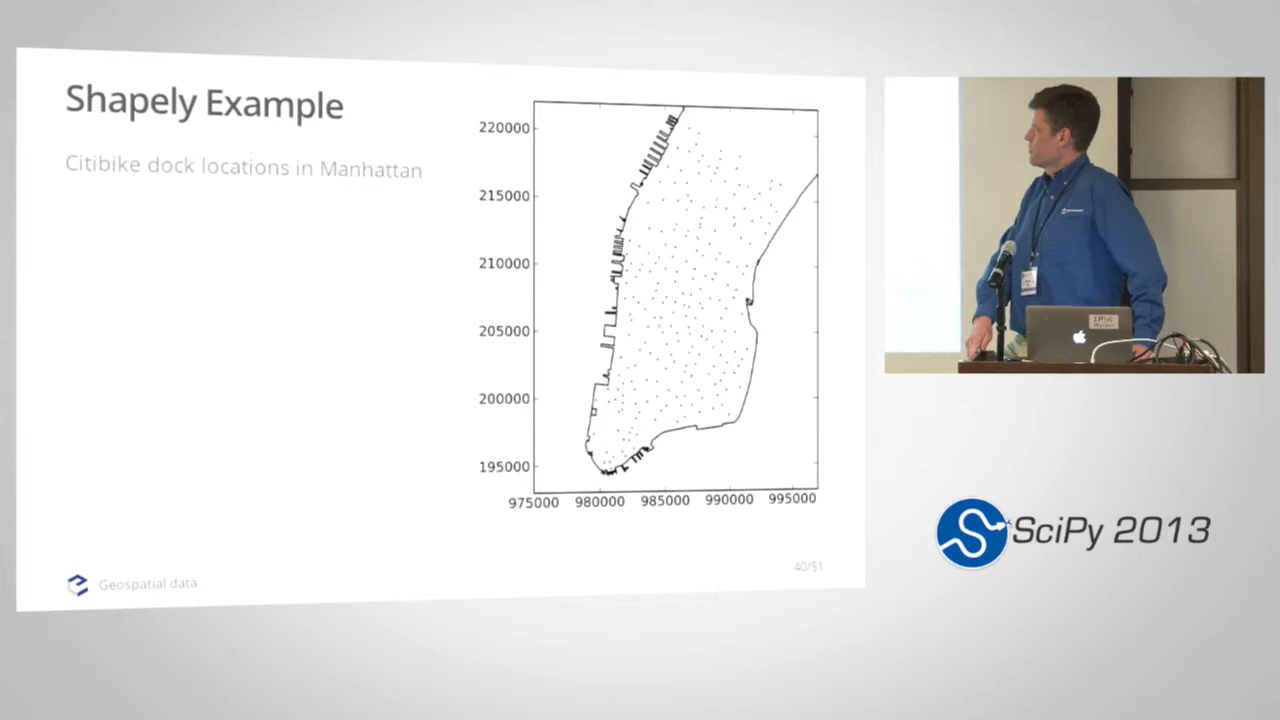 Shapely Example
Citibike dock locations in Manhattan
220000
215000
210000
205000
200000
195000
975000 980000 985000 990000 995000
40/51
Geospatial data
SciPy 2013